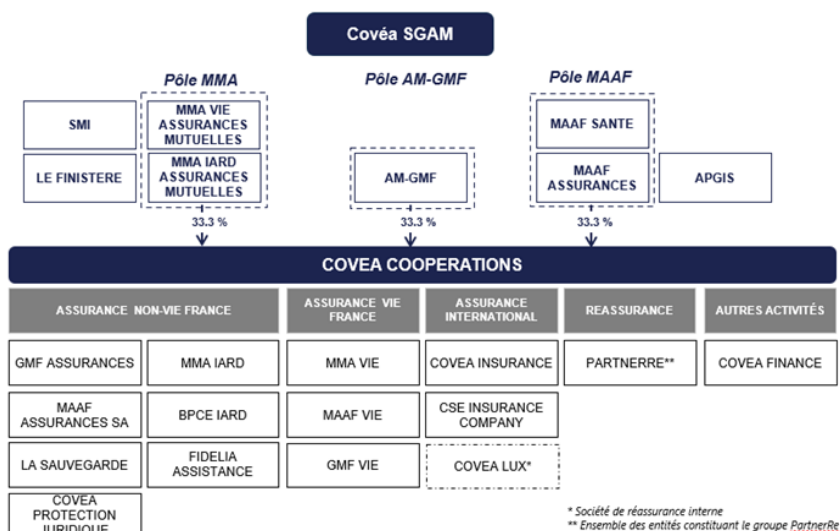 Covéa SGAM
Pôle MMA
Pôle AM-GMF
Pôle MAAF
SMI
MMA VIE
ASSURANCES
MUTUELLES
MAAF SANTE
LE FINISTERE
MMA IARD
ASSURANCES
MUTUELLES
AM-GMF
MAAF
ASSURANCES
APGIS
33.3 %
33.3 %
33.3 %
COVEA COOPERATIONS
ASSURANCE NON-VIE FRANCE
ASSURANCE VIE
FRANCE
ASSURANCE
INTERNATIONAL
REASSURANCE
AUTRES ACTIVITÉS
GMF ASSURANCES
MMA IARD
MMA VIE
COVEA INSURANCE
PARTNERRE**
COVEA FINANCE
MAAF
ASSURANCES SA
BPCE IARD
MAAF VIE
CSE INSURANCE
COMPANY
LA SAUVEGARDE
FIDELIA
ASSISTANCE
GMF VIE
COVEA LUX*
COVEA
PROTECTION
JURIDIQUE
* Société de réassurance interne
** Ensemble des entités constituant le groupe PartnerRe